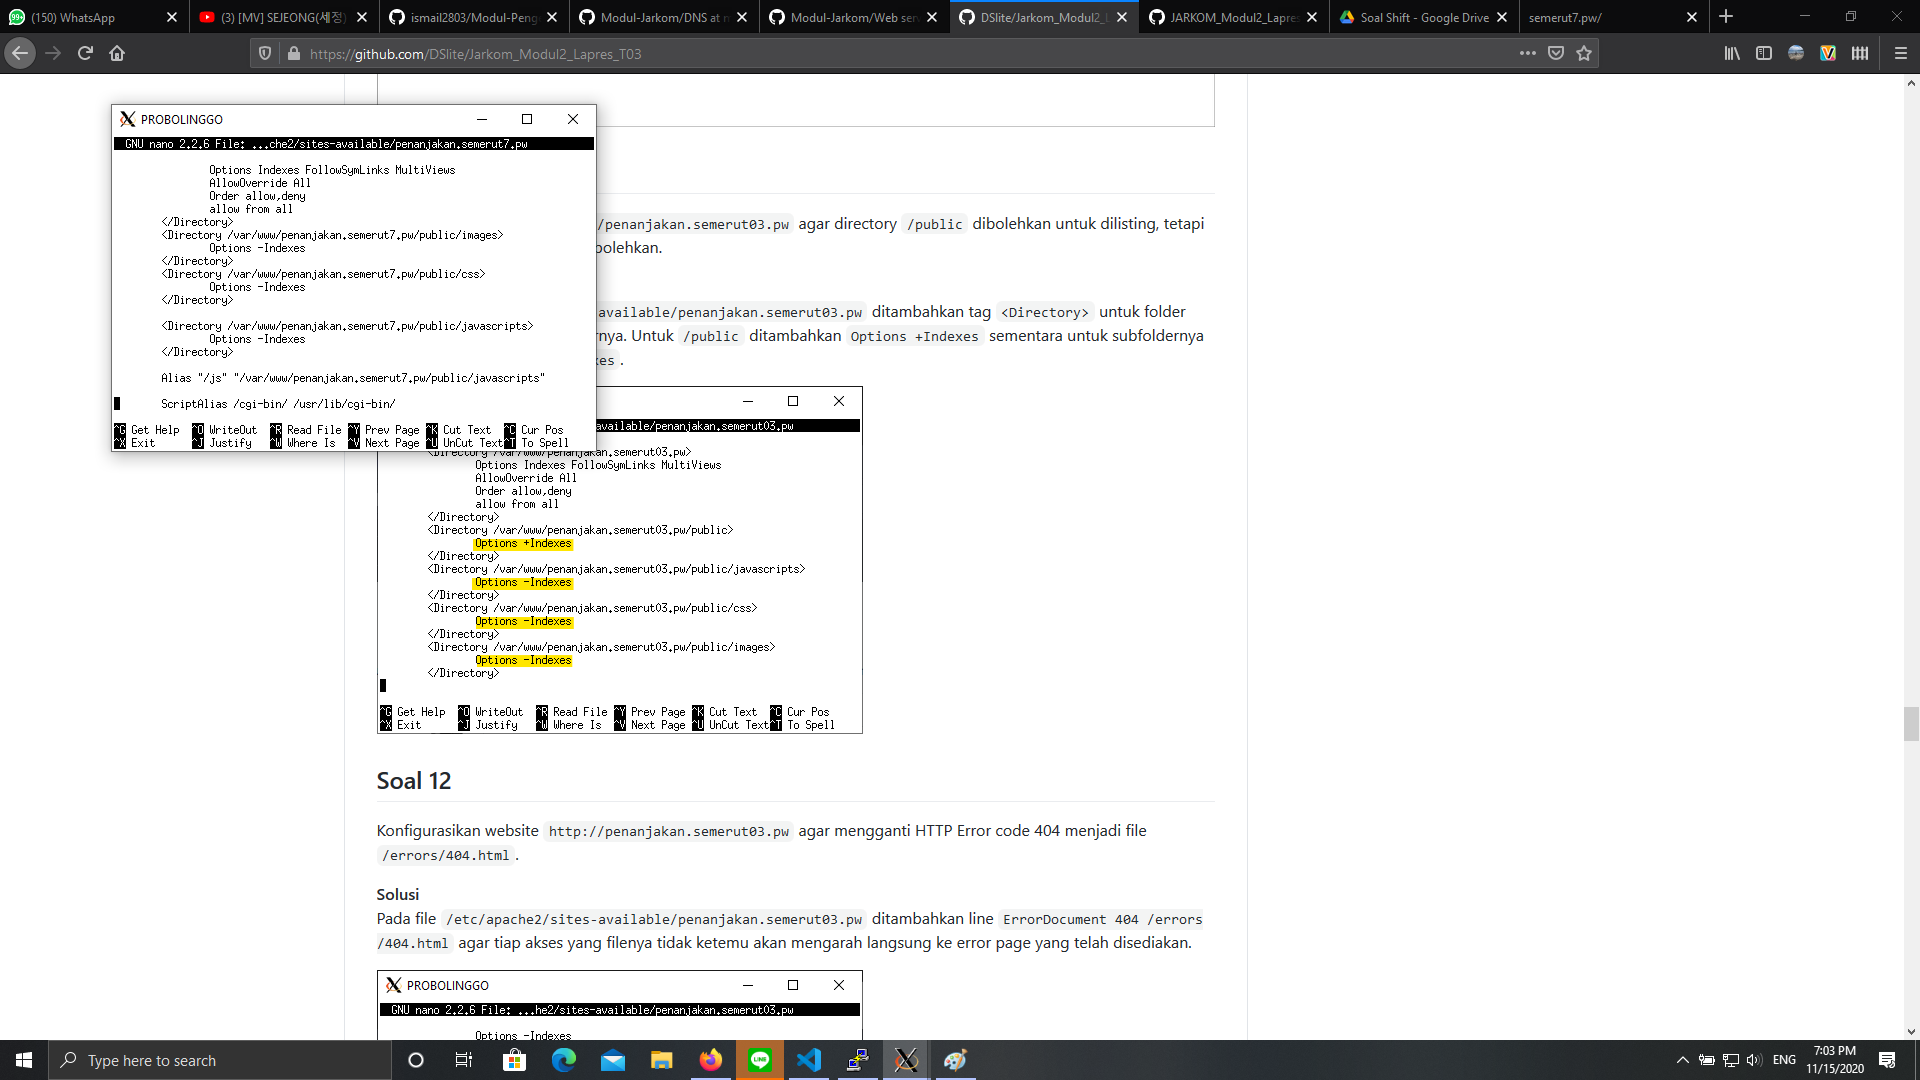 (150) WhatsApp
(3) [MV] SEJEONG(세정)
ismail2803/Modul-Peng
Modul-Jarkom/DNS at m
Modul-Jarkom/Web serv
DSlite/Jarkom_Modul2_L
JARKOM_Modul2_Lapres
Soal Shift - Google Drive
semerut7.pw/
https://github.com/DSlite/Jarkom_Modul2_Lapres_T03
PROBOLINGGO
GNU nano 2.2.6 File: ...che2/sites-available/penanjakan.semerut7.pw
Options Indexes FollowSymLinks MultiViews
AllowOverride All
Order allow,deny
allow from all
</Directory>
<Directory /var/www/penanjakan.semerut7.pw/public/images>
Options -Indexes
</Directory>
<Directory /var/www/penanjakan.semerut7.pw/public/css>
Options -Indexes
</Directory>
<Directory /var/www/penanjakan.semerut7.pw/public/javascripts>
Options -Indexes
</Directory>
Alias "/js" "/var/www/penanjakan.semerut7.pw/public/javascripts"
ScriptAlias /cgi-bin/ /usr/lib/cgi-bin/
^G Get Help ^O WriteOut ^R Read File ^Y Prev Page ^K Cut Text ^C Cur Pos
^X Exit ^J Justify ^W Where Is ^V Next Page ^U UnCut Text ^T To Spell
/penanjakan.semerut03.pw agar directory /public dibolehkan untuk dilisting, tetapi
bolehkan.
available/penanjakan.semerut03.pw ditambahkan tag <Directory> untuk folder
nya. Untuk /public ditambahkan Options +Indexes sementara untuk subfoldernya
xes .
available/penanjakan.semerut03.pw
<Directory /var/www/penanjakan.semerut03.pw>
Options Indexes FollowSymLinks MultiViews
AllowOverride All
Order allow,deny
allow from all
</Directory>
<Directory /var/www/penanjakan.semerut03.pw/public>
Options +Indexes
</Directory>
<Directory /var/www/penanjakan.semerut03.pw/public/javascripts>
Options -Indexes
</Directory>
<Directory /var/www/penanjakan.semerut03.pw/public/css>
Options -Indexes
</Directory>
<Directory /var/www/penanjakan.semerut03.pw/public/images>
Options -Indexes
</Directory>
^G Get Help ^O WriteOut ^R Read File ^Y Prev Page ^K Cut Text ^C Cur Pos
^X Exit ^J Justify ^W Where Is ^V Next Page ^U UnCut Text ^T To Spell
Soal 12
Konfigurasikan website http://penanjakan.semerut03.pw agar mengganti HTTP Error code 404 menjadi file
/errors/404.html .
Solusi
Pada file /etc/apache2/sites-available/penanjakan.semerut03.pw ditambahkan line ErrorDocument 404 /errors
/404.html agar tiap akses yang filenya tidak ketemu akan mengarah langsung ke error page yang telah disediakan.
PROBOLINGGO
GNU nano 2.2.6 File: ...he2/sites-available/penanjakan.semerut03.pw
Options -Indexes
Type here to search
LINE
ENG
7:03 PM
11/15/2020